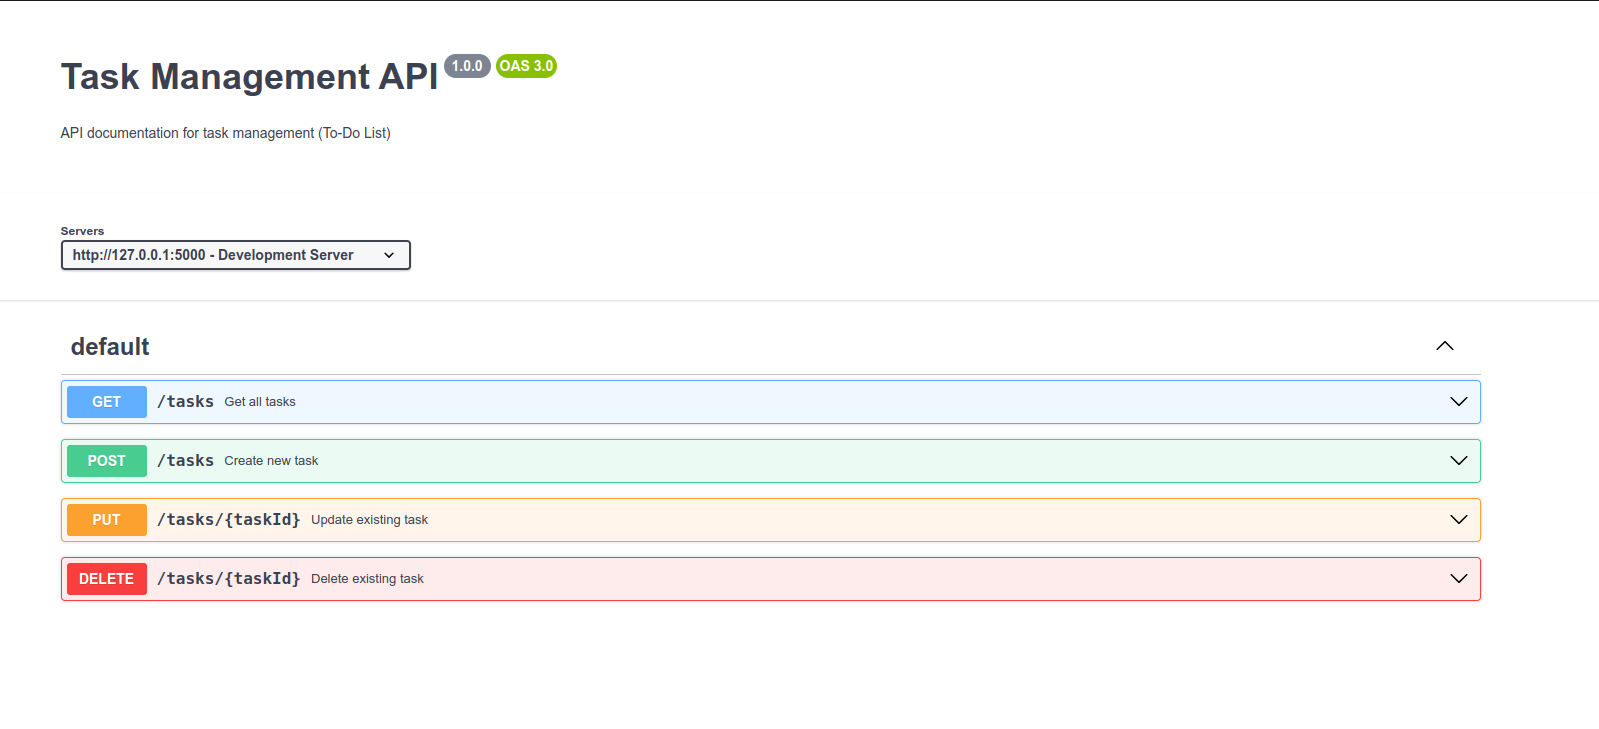 Task Management API 1.0.0 OAS 3.0
API documentation for task management (To-Do List)
Servers
http://127.0.0.1:5000 - Development Server
default
GET /tasks Get all tasks
POST /tasks Create new task
PUT /tasks/{taskId} Update existing task
DELETE /tasks/{taskId} Delete existing task